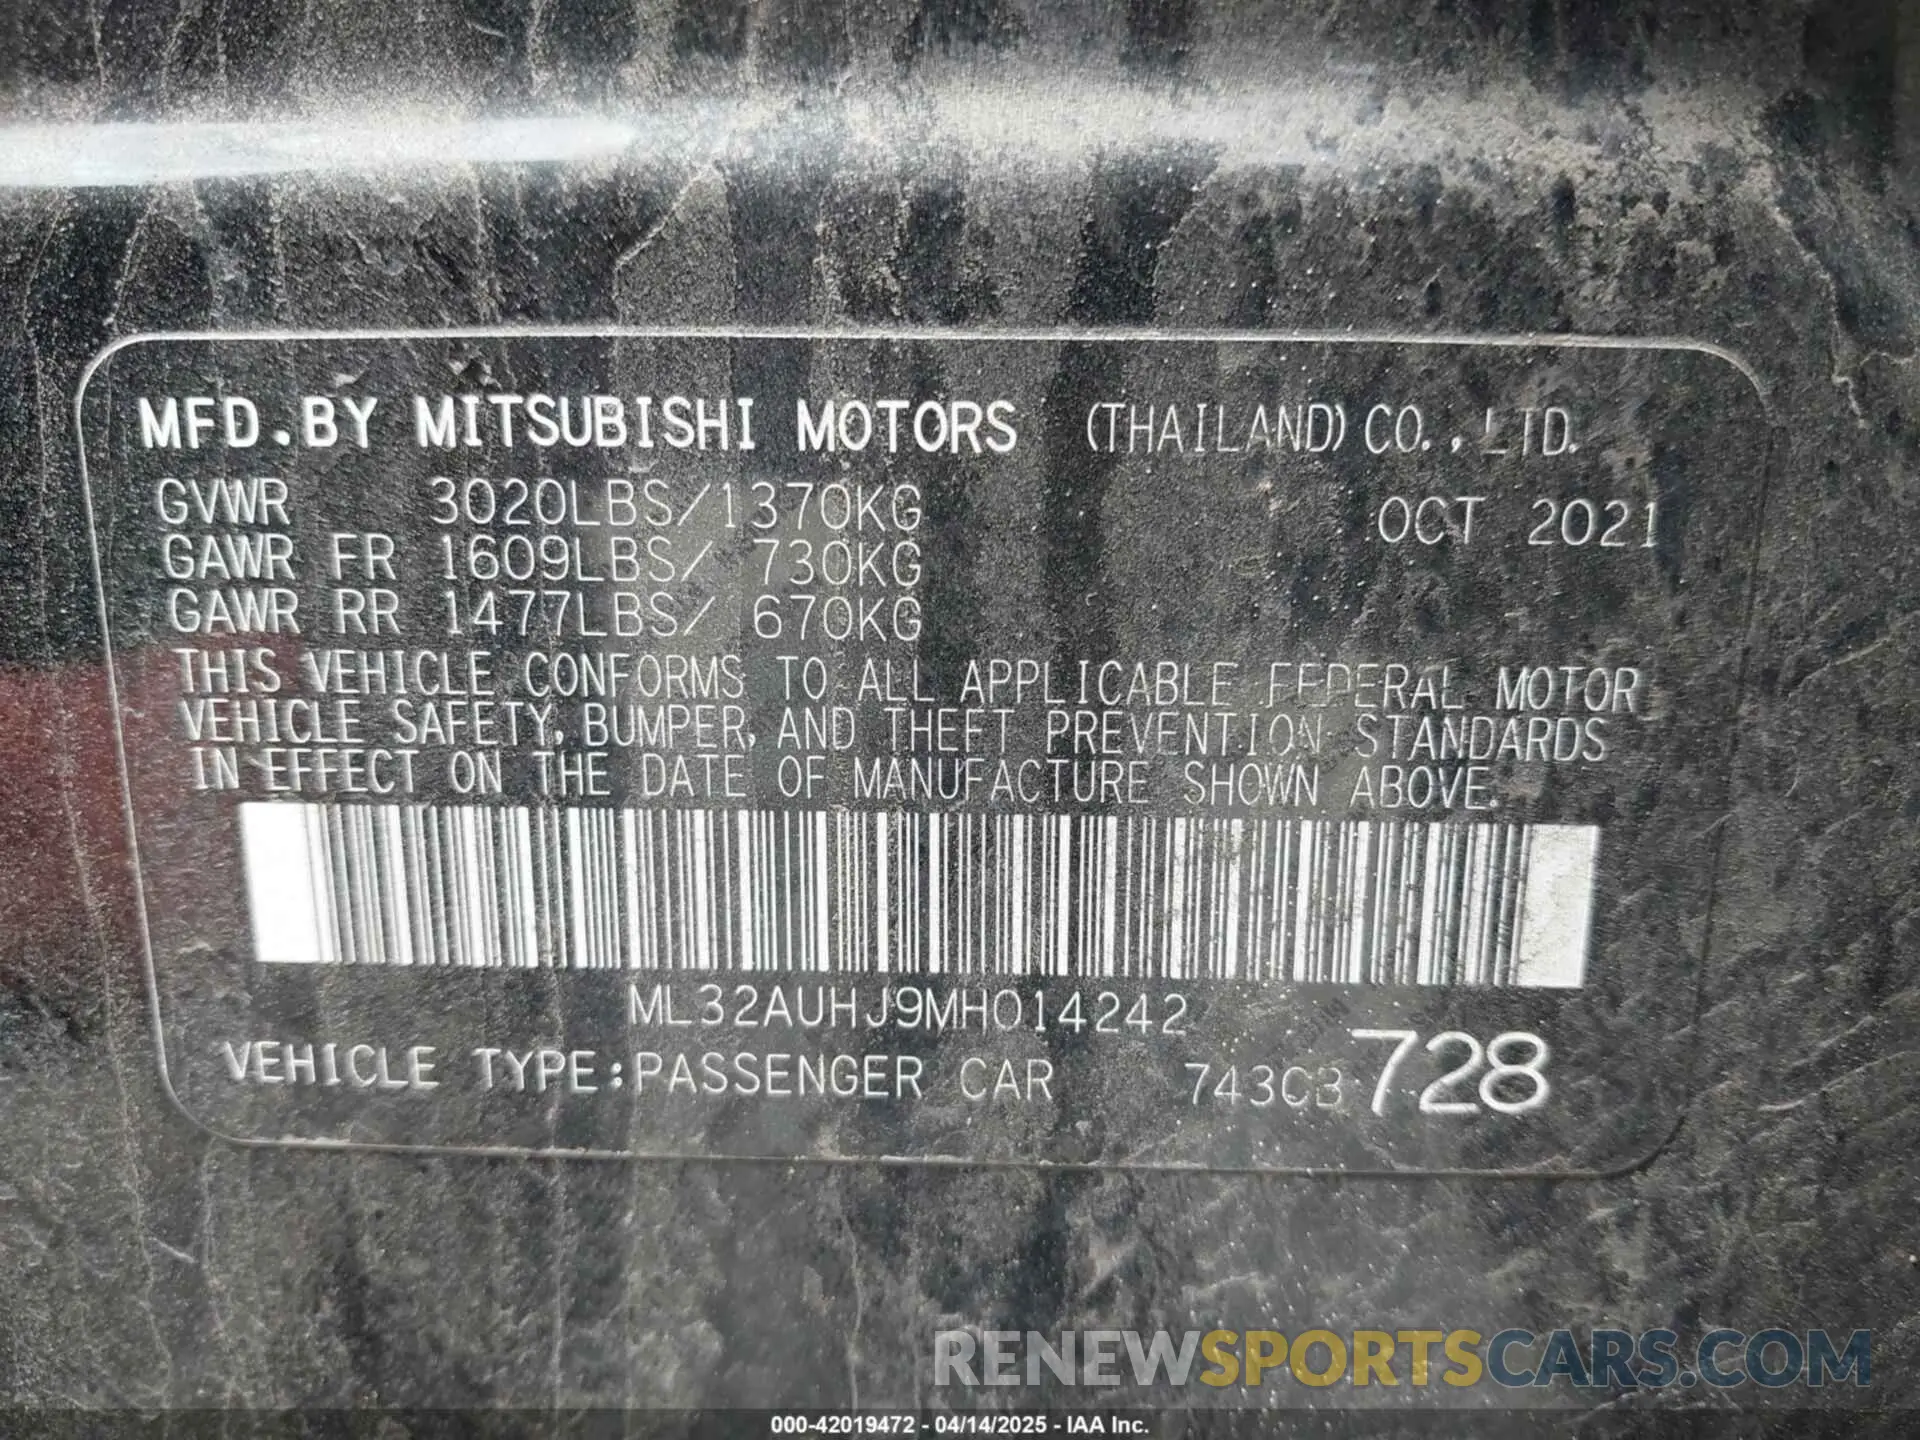 MFD.BY MITSUBISHI MOTORS (THAILAND) CO.,LTD.
GVWR 3020LBS/1370KG OCT 2021
GAWR FR 1609LBS/ 730KG
GAWR RR 1477LBS/ 670KG
THIS VEHICLE CONFORMS TO ALL APPLICABLE FEDERAL MOTOR
VEHICLE SAFETY, BUMPER, AND THEFT PREVENTION STANDARDS
IN EFFECT ON THE DATE OF MANUFACTURE SHOWN ABOVE.
ML32AUHJ9MH014242
VEHICLE TYPE:PASSENGER CAR 743CB 728
RENEWSPORTSCARS.COM
000-42019472 - 04/14/2025 - IAA Inc.